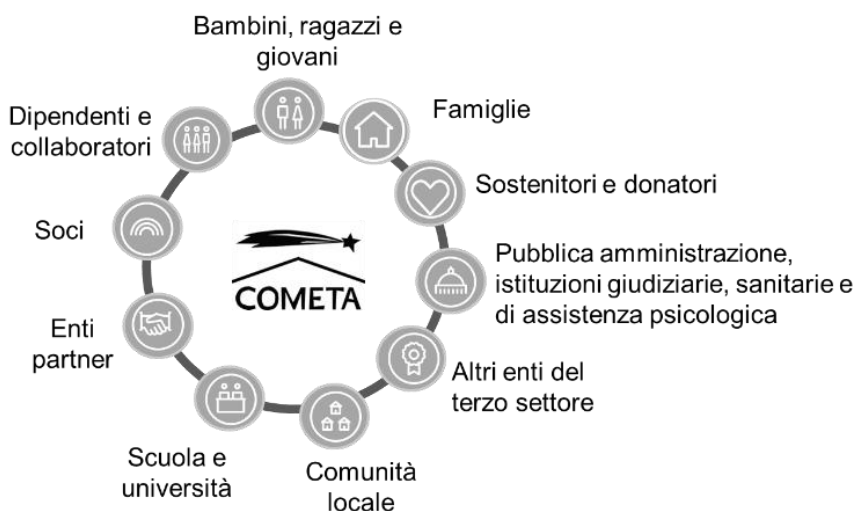 Bambini, ragazzi e
giovani
Famiglie
Sostenitori e donatori
Pubblica amministrazione,
istituzioni giudiziarie, sanitarie e
di assistenza psicologica
Altri enti del
terzo settore
Comunità
locale
Scuola e
università
Enti
partner
Soci
Dipendenti e
collaboratori
COMETA